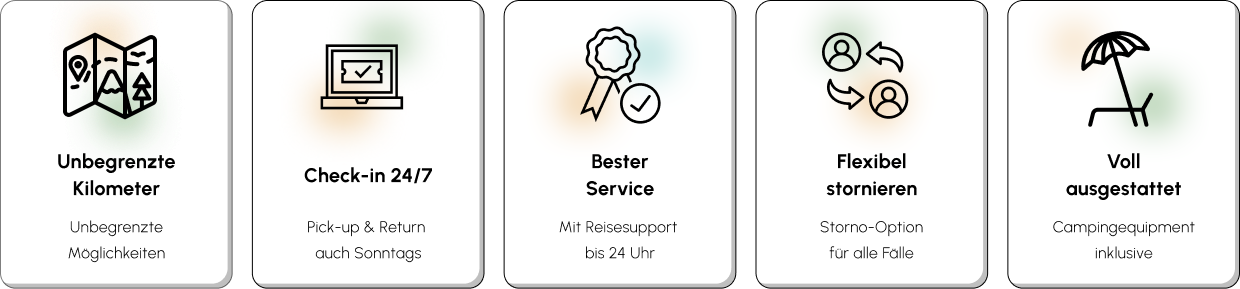 Unbegrenzte
Kilometer
Unbegrenzte
Möglichkeiten
Check-in 24/7
Pick-up & Return
auch Sonntags
Bester
Service
Mit Reisesupport
bis 24 Uhr
Flexibel
stornieren
Storno-Option
für alle Fälle
Voll
ausgestattet
Campingequipment
inklusive